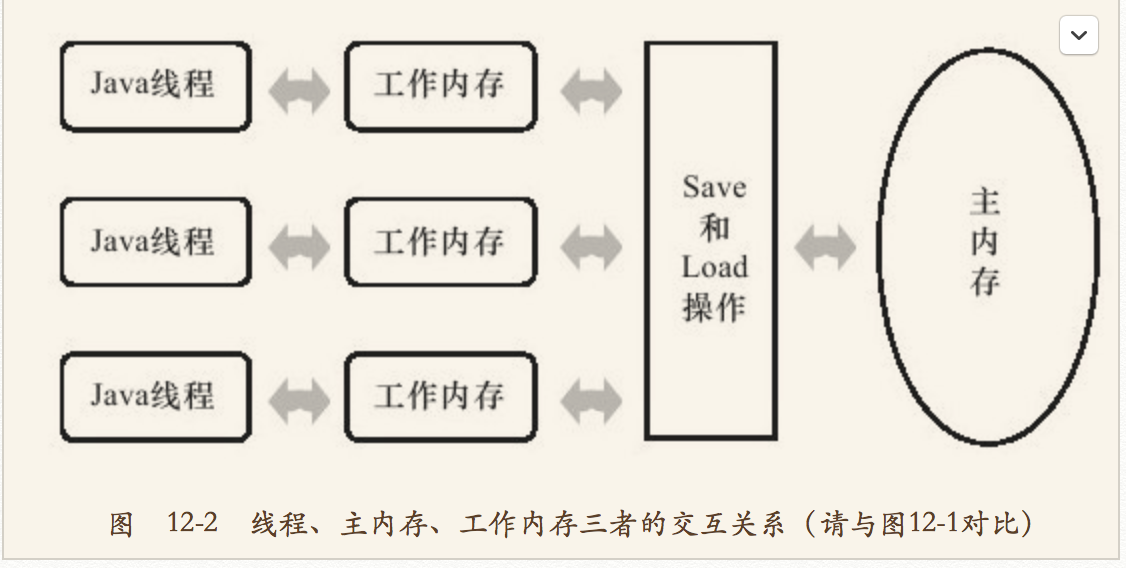 Java线程
工作内存
Java线程
工作内存
Java线程
工作内存
Save
和
Load
操作
主
内
存
图 12-2 线程、主内存、工作内存三者的交互关系（请与图12-1对比）